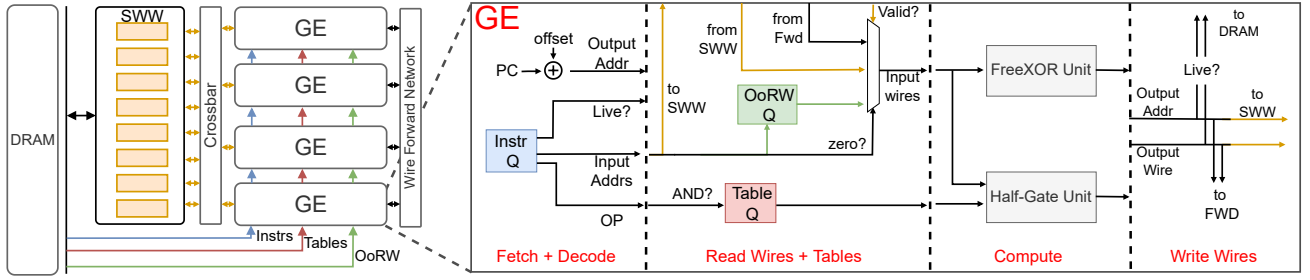 DRAM
SWW
Crossbar
GE
GE
GE
GE
Wire Forward Network
Instrs
Tables
OoRW
GE
offset
PC
Output
Addr
Live?
Instr
Q
Input
Addrs
OP
Fetch + Decode
to
SWW
from
SWW
from
Fwd
Valid?
OoRW
Q
Input
wires
zero?
AND?
Table
Q
Read Wires + Tables
FreeXOR Unit
Half-Gate Unit
Compute
to
DRAM
Live?
Output
Addr
to
SWW
Output
Wire
to
FWD
Write Wires